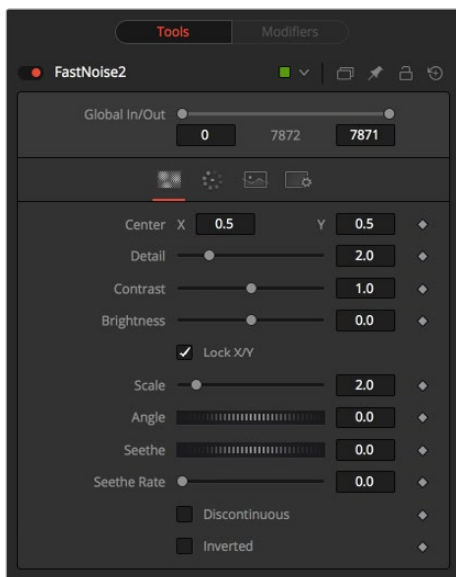 Tools Modifiers
FastNoise2
Global In/Out
0 7872 7871
Center X 0.5 Y 0.5
Detail 2.0
Contrast 1.0
Brightness 0.0
Lock X/Y
Scale 2.0
Angle 0.0
Seethe 0.0
Seethe Rate 0.0
Discontinuous
Inverted